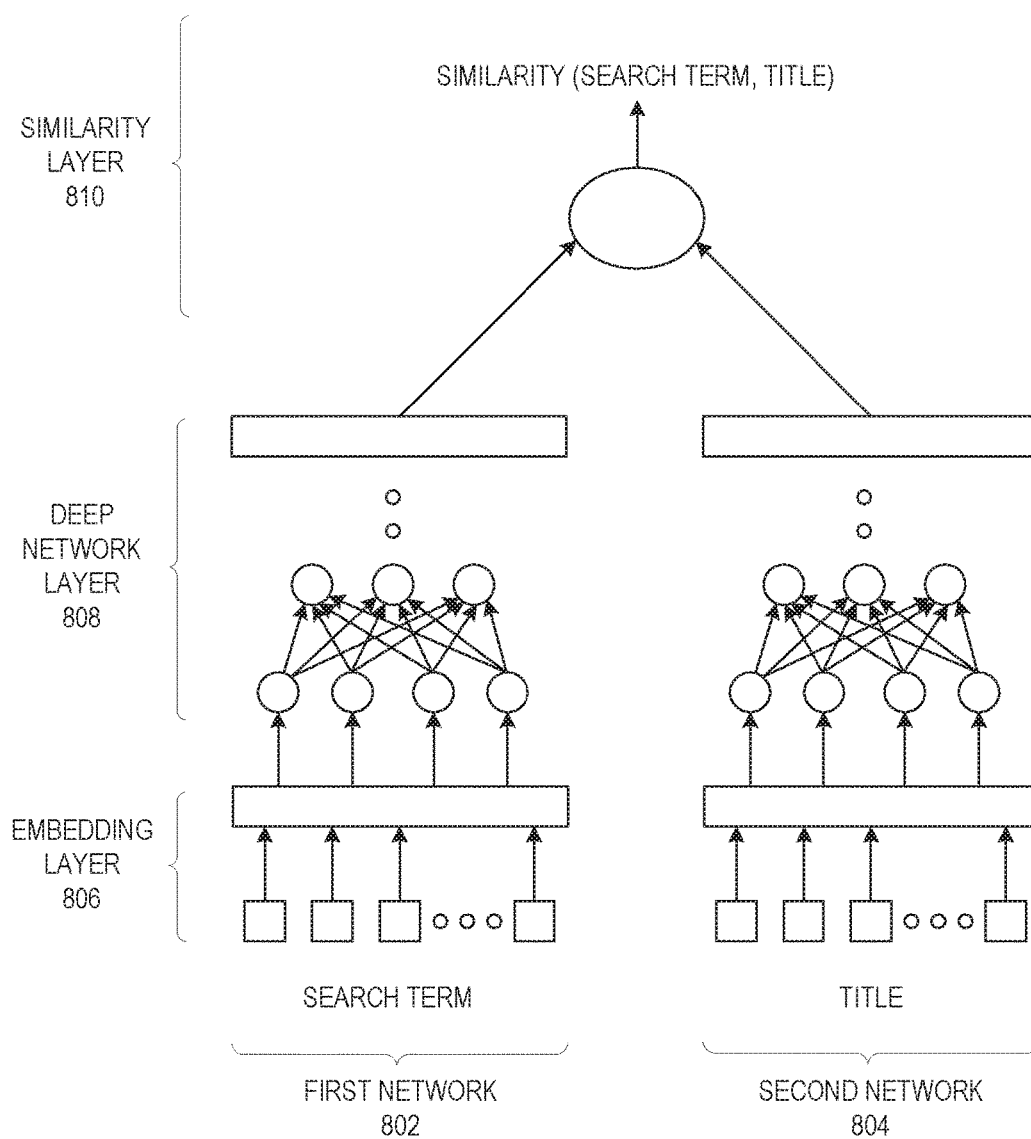 SIMILARITY (SEARCH TERM, TITLE)
SIMILARITY
LAYER
810
DEEP
NETWORK
LAYER
808
EMBEDDING
LAYER
806
SEARCH TERM
TITLE
FIRST NETWORK
802
SECOND NETWORK
804